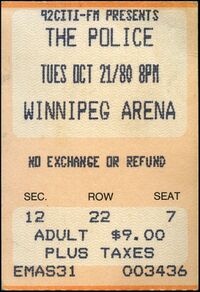 92CITI-FM PRESENTS
THE POLICE
TUES OCT 21/80 8PM
WINNIPEG ARENA
NO EXCHANGE OR REFUND
SEC. ROW SEAT
12 22 7
ADULT $9.00
PLUS TAXES
EMAS31 003436